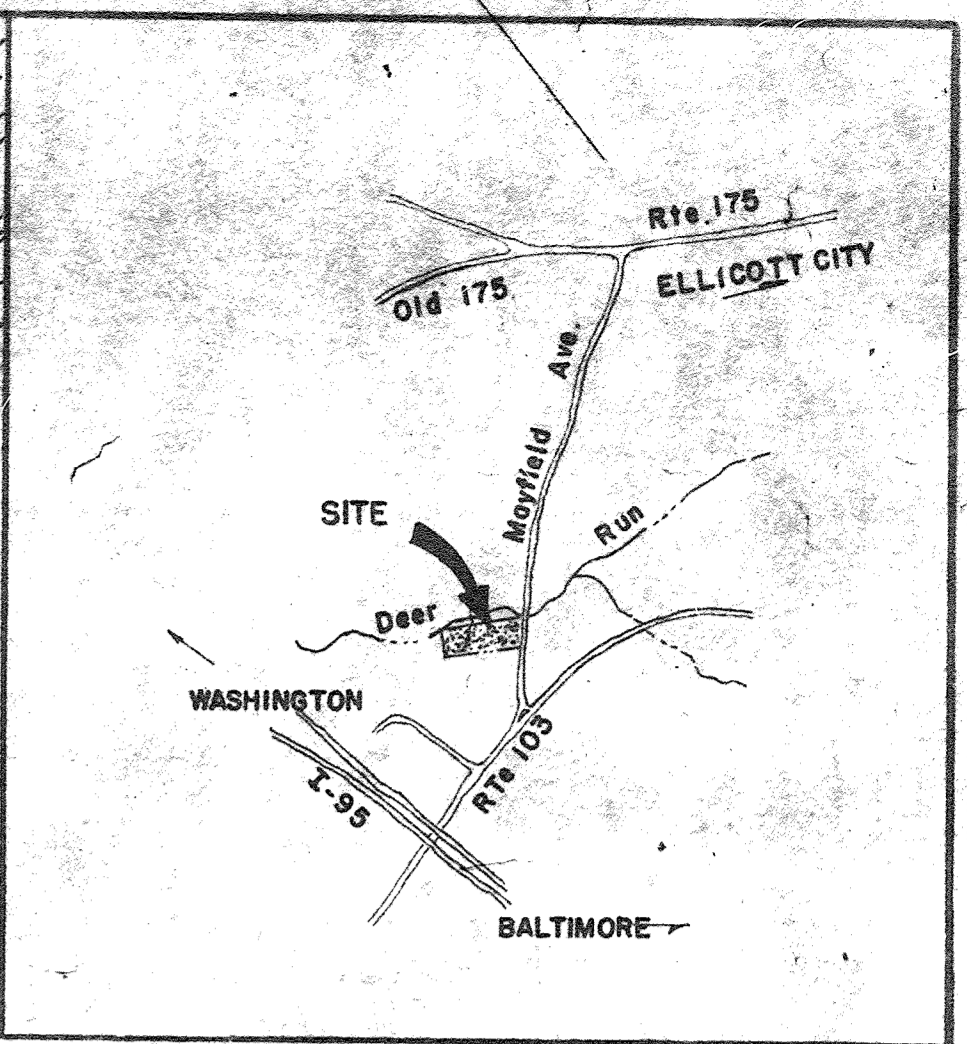 Rte. 175
ELLICOTT CITY
Old 175
Mayfield Ave.
SITE
Run
Deer
WASHINGTON
RTe 103
I-95
BALTIMORE